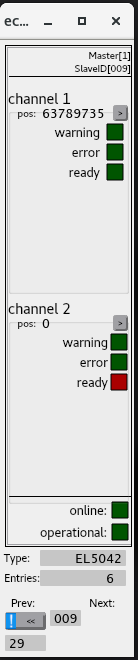 ec...
Master[1]
SlaveID[009]
channel 1
pos: 63789735 >
warning
error
ready
channel 2
pos: 0 >
warning
error
ready
online:
operational:
Type: EL5042
Entries: 6
Prev: Next:
! << 009
29